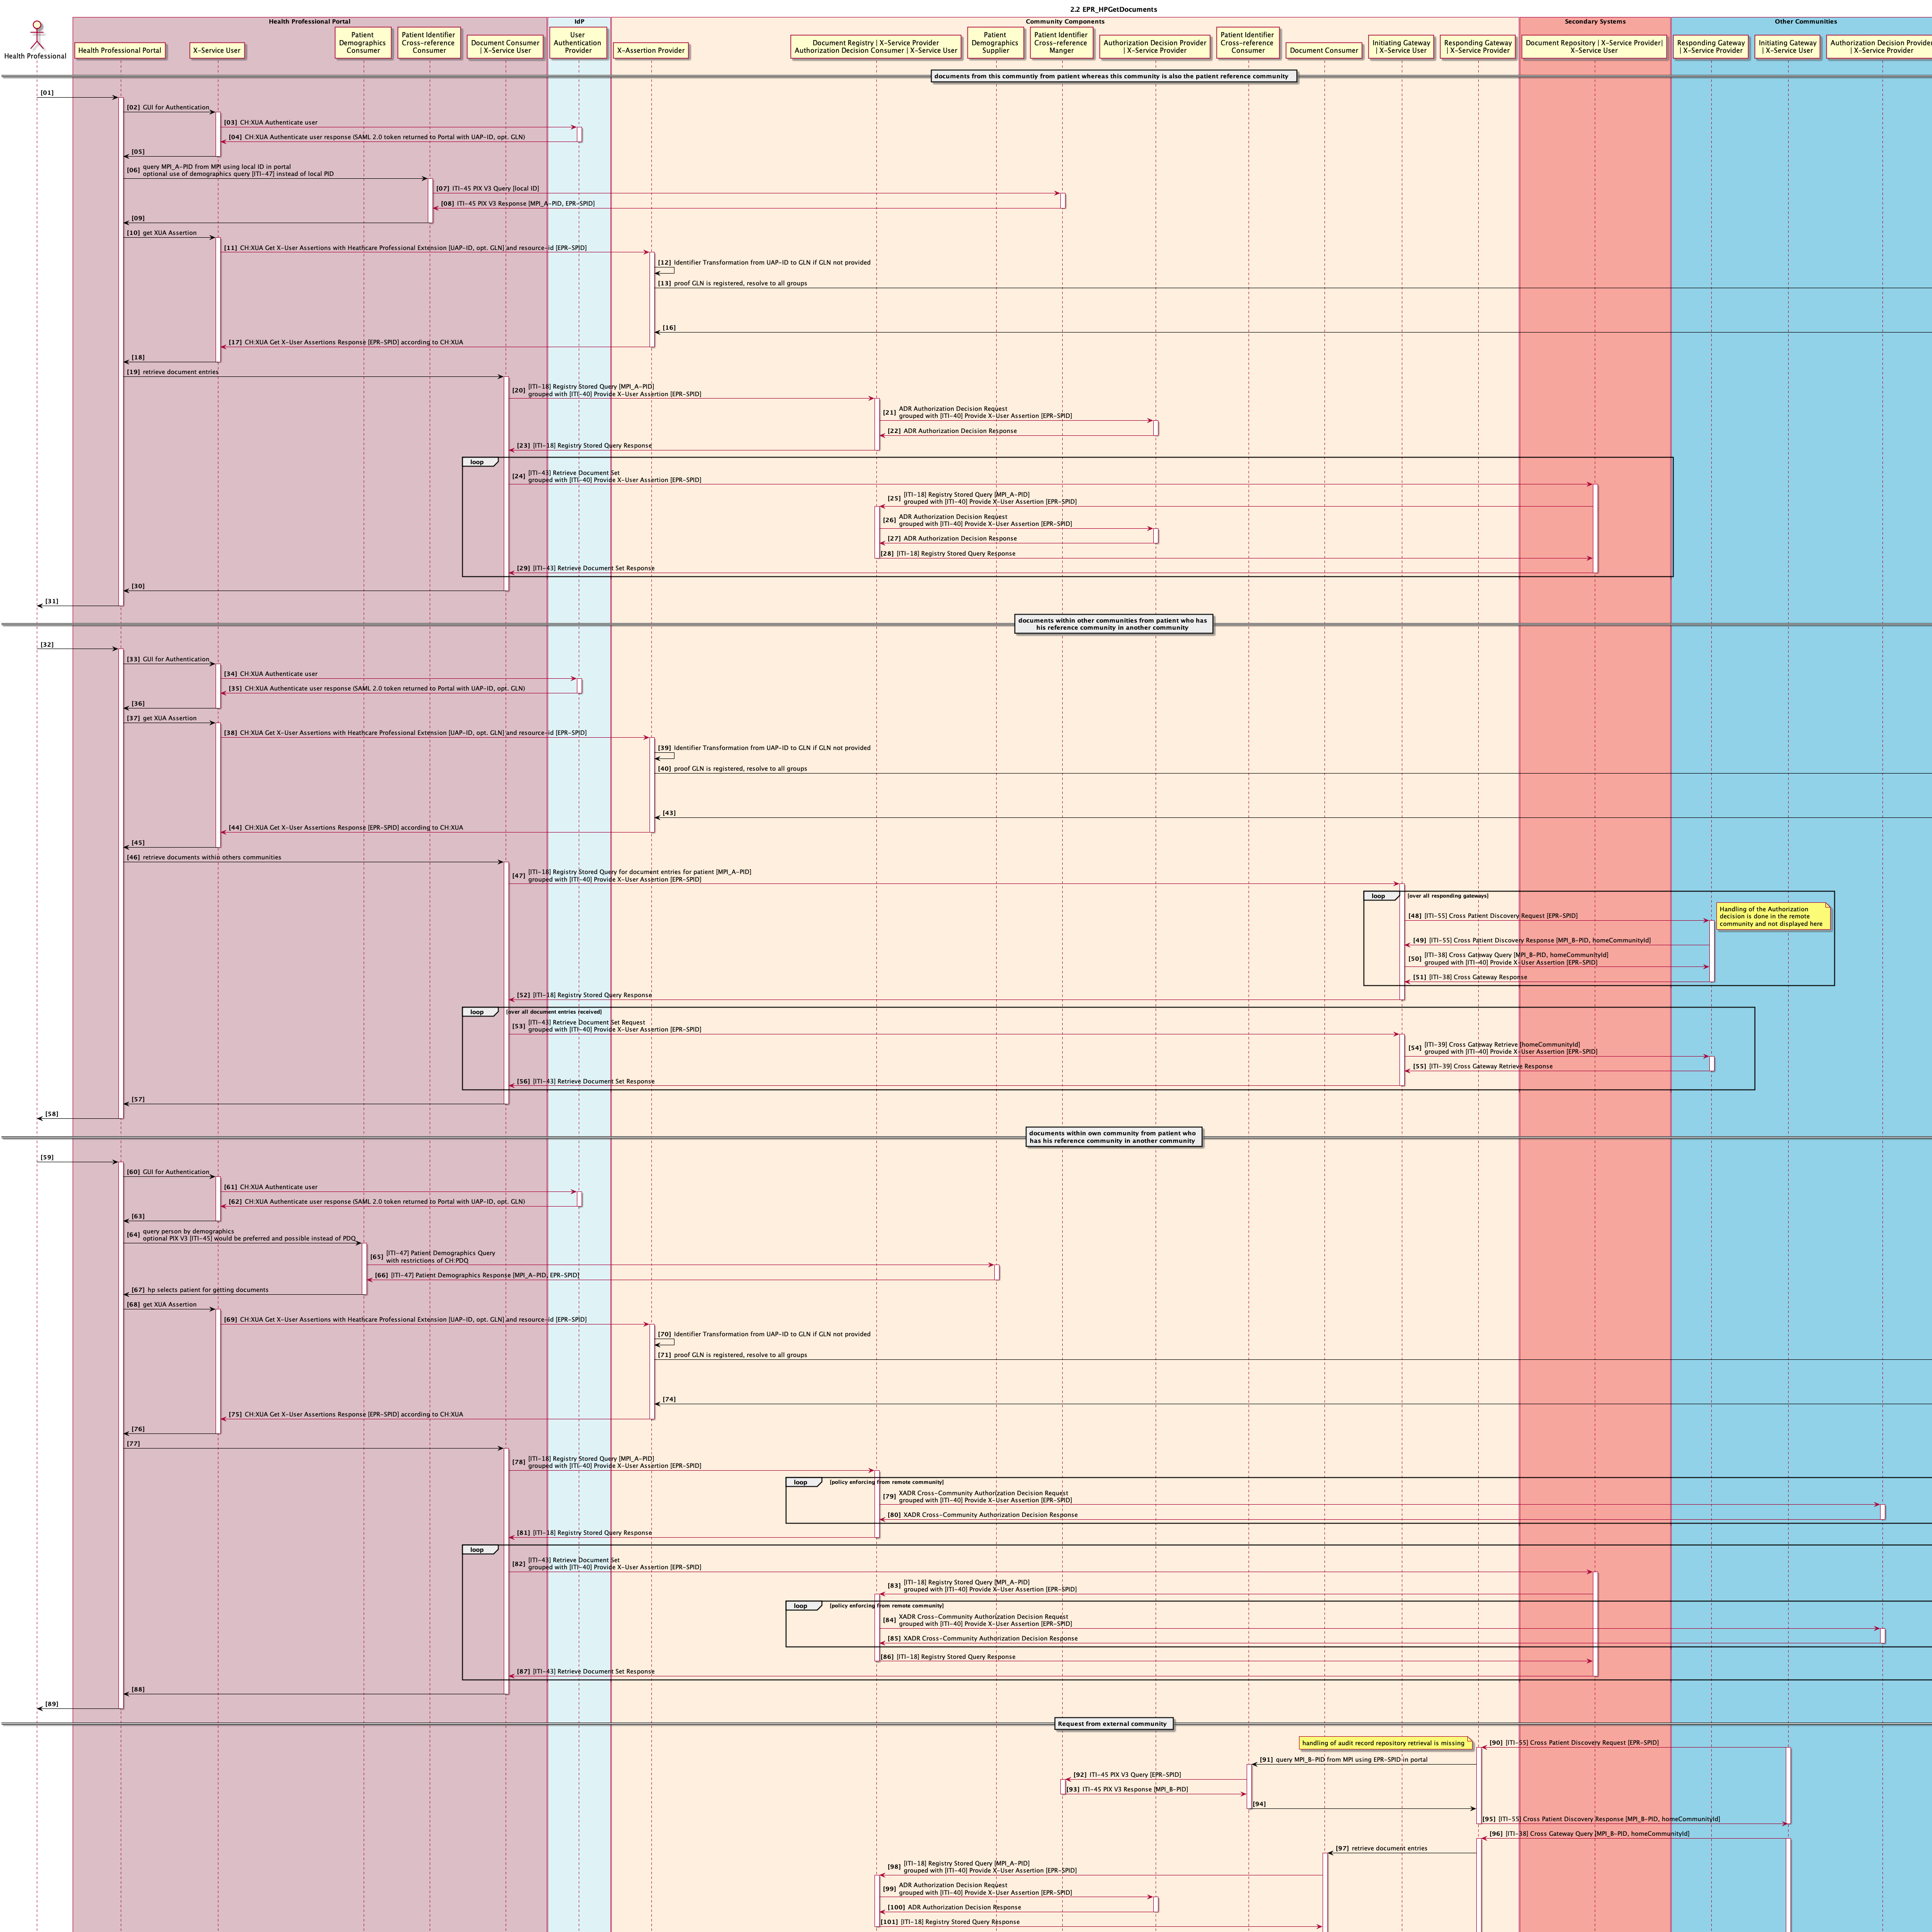 2.2 EPR_HPGetDocuments
Health Professional Portal
IdP
Community Components
Secondary Systems
Other Communities
Health Professional
Health Professional Portal
X-Service User
Patient
Demographics
Consumer
Patient Identifier
Cross-reference
Consumer
Document Consumer
| X-Service User
User
Authentication
Provider
X-Assertion Provider
Document Registry | X-Service Provider
Authorization Decision Consumer | X-Service User
Patient
Demographics
Supplier
Patient Identifier
Cross-reference
Manger
Authorization Decision Provider
| X-Service Provider
Patient Identifier
Cross-reference
Consumer
Document Consumer
Initiating Gateway
| X-Service User
Responding Gateway
| X-Service Provider
Document Repository | X-Service Provider|
X-Service User
Responding Gateway
| X-Service Provider
Initiating Gateway
| X-Service User
Authorization Decision Provider
| X-Service Provider
documents from this communtiy from patient whereas this community is also the patient reference community
[01]
[02] GUI for Authentication
[03] CH:XUA Authenticate user
[04] CH:XUA Authenticate user response (SAML 2.0 token returned to Portal with UAP-ID, opt. GLN)
[05]
[06] query MPI_A-PID from MPI using local ID in portal
optional use of demographics query [ITI-47] instead of local PID
[07] ITI-45 PIX V3 Query [local ID]
[08] ITI-45 PIX V3 Response [MPI_A-PID, EPR-SPID]
[09]
[10] get XUA Assertion
[11] CH:XUA Get X-User Assertions with Heathcare Professional Extension [UAP-ID, opt. GLN] and resource-id [EPR-SPID]
[12] Identifier Transformation from UAP-ID to GLN if GLN not provided
[13] proof GLN is registered, resolve to all groups
[16]
[17] CH:XUA Get X-User Assertions Response [EPR-SPID] according to CH:XUA
[18]
[19] retrieve document entries
[20] [ITI-18] Registry Stored Query [MPI_A-PID]
grouped with [ITI-40] Provide X-User Assertion [EPR-SPID]
[21] ADR Authorization Decision Request
grouped with [ITI-40] Provide X-User Assertion [EPR-SPID]
[22] ADR Authorization Decision Response
[23] [ITI-18] Registry Stored Query Response
loop
[24] [ITI-43] Retrieve Document Set
grouped with [ITI-40] Provide X-User Assertion [EPR-SPID]
[25] [ITI-18] Registry Stored Query [MPI_A-PID]
grouped with [ITI-40] Provide X-User Assertion [EPR-SPID]
[26] ADR Authorization Decision Request
grouped with [ITI-40] Provide X-User Assertion [EPR-SPID]
[27] ADR Authorization Decision Response
[28] [ITI-18] Registry Stored Query Response
[29] [ITI-43] Retrieve Document Set Response
[30]
[31]
documents within other communities from patient who has
his reference community in another community
[32]
[33] GUI for Authentication
[34] CH:XUA Authenticate user
[35] CH:XUA Authenticate user response (SAML 2.0 token returned to Portal with UAP-ID, opt. GLN)
[36]
[37] get XUA Assertion
[38] CH:XUA Get X-User Assertions with Heathcare Professional Extension [UAP-ID, opt. GLN] and resource-id [EPR-SPID]
[39] Identifier Transformation from UAP-ID to GLN if GLN not provided
[40] proof GLN is registered, resolve to all groups
[43]
[44] CH:XUA Get X-User Assertions Response [EPR-SPID] according to CH:XUA
[45]
[46] retrieve documents within others communities
[47] [ITI-18] Registry Stored Query for document entries for patient [MPI_A-PID]
grouped with [ITI-40] Provide X-User Assertion [EPR-SPID]
loop [over all responding gateways]
Handling of the Authorization
decision is done in the remote
community and not displayed here
[48] [ITI-55] Cross Patient Discovery Request [EPR-SPID]
[49] [ITI-55] Cross Patient Discovery Response [MPI_B-PID, homeCommunityId]
[50] [ITI-38] Cross Gateway Query [MPI_B-PID, homeCommunityId]
grouped with [ITI-40] Provide X-User Assertion [EPR-SPID]
[51] [ITI-38] Cross Gateway Response
[52] [ITI-18] Registry Stored Query Response
loop [over all document entries received]
[53] [ITI-43] Retrieve Document Set Request
grouped with [ITI-40] Provide X-User Assertion [EPR-SPID]
[54] [ITI-39] Cross Gateway Retrieve [homeCommunityId]
grouped with [ITI-40] Provide X-User Assertion [EPR-SPID]
[55] [ITI-39] Cross Gateway Retrieve Response
[56] [ITI-43] Retrieve Document Set Response
[57]
[58]
documents within own community from patient who
has his reference community in another community
[59]
[60] GUI for Authentication
[61] CH:XUA Authenticate user
[62] CH:XUA Authenticate user response (SAML 2.0 token returned to Portal with UAP-ID, opt. GLN)
[63]
[64] query person by demographics
optional PIX V3 [ITI-45] would be preferred and possible instead of PDQ
[65] [ITI-47] Patient Demographics Query
with restrictions of CH:PDQ
[66] [ITI-47] Patient Demographics Response [MPI_A-PID, EPR-SPID]
[67] hp selects patient for getting documents
[68] get XUA Assertion
[69] CH:XUA Get X-User Assertions with Heathcare Professional Extension [UAP-ID, opt. GLN] and resource-id [EPR-SPID]
[70] Identifier Transformation from UAP-ID to GLN if GLN not provided
[71] proof GLN is registered, resolve to all groups
[74]
[75] CH:XUA Get X-User Assertions Response [EPR-SPID] according to CH:XUA
[76]
[77]
[78] [ITI-18] Registry Stored Query [MPI_A-PID]
grouped with [ITI-40] Provide X-User Assertion [EPR-SPID]
loop [policy enforcing from remote community]
[79] XADR Cross-Community Authorization Decision Request
grouped with [ITI-40] Provide X-User Assertion [EPR-SPID]
[80] XADR Cross-Community Authorization Decision Response
[81] [ITI-18] Registry Stored Query Response
loop
[82] [ITI-43] Retrieve Document Set
grouped with [ITI-40] Provide X-User Assertion [EPR-SPID]
[83] [ITI-18] Registry Stored Query [MPI_A-PID]
grouped with [ITI-40] Provide X-User Assertion [EPR-SPID]
loop [policy enforcing from remote community]
[84] XADR Cross-Community Authorization Decision Request
grouped with [ITI-40] Provide X-User Assertion [EPR-SPID]
[85] XADR Cross-Community Authorization Decision Response
[86] [ITI-18] Registry Stored Query Response
[87] [ITI-43] Retrieve Document Set Response
[88]
[89]
Request from external community
handling of audit record repository retrieval is missing
[90] [ITI-55] Cross Patient Discovery Request [EPR-SPID]
[91] query MPI_B-PID from MPI using EPR-SPID in portal
[92] ITI-45 PIX V3 Query [EPR-SPID]
[93] ITI-45 PIX V3 Response [MPI_B-PID]
[94]
[95] [ITI-55] Cross Patient Discovery Response [MPI_B-PID, homeCommunityId]
[96] [ITI-38] Cross Gateway Query [MPI_B-PID, homeCommunityId]
[97] retrieve document entries
[98] [ITI-18] Registry Stored Query [MPI_A-PID]
grouped with [ITI-40] Provide X-User Assertion [EPR-SPID]
[99] ADR Authorization Decision Request
grouped with [ITI-40] Provide X-User Assertion [EPR-SPID]
[100] ADR Authorization Decision Response
[101] [ITI-18] Registry Stored Query Response